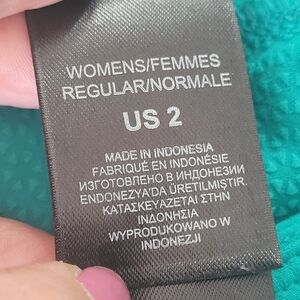 WOMENS/FEMMES
REGULAR/NORMALE
US 2
MADE IN INDONESIA
FABRIQUÉ EN INDONÉSIE
ИЗГОТОВЛЕНО В ИНДОНЕЗИИ
ENDONEZYA'DA ÜRETILMIŞTIR.
ΚΑΤΑΣΚΕΥΑΖΕΤΑΙ ΣΤΗΝ
ΙΝΔΟΝΗΣΙΑ
WYPRODUKOWANO W
INDONEZJI